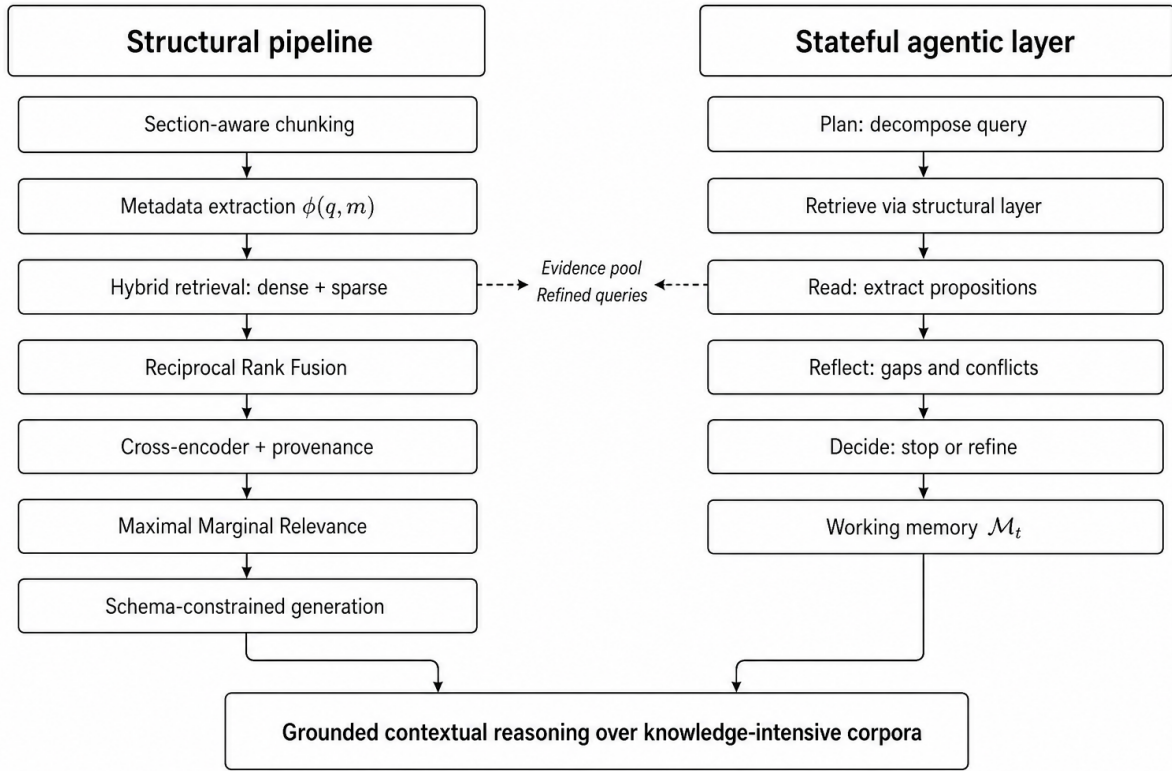 Structural pipeline
Section-aware chunking
Metadata extraction ϕ(q, m)
Hybrid retrieval: dense + sparse
Reciprocal Rank Fusion
Cross-encoder + provenance
Maximal Marginal Relevance
Schema-constrained generation
Evidence pool
Refined queries
Stateful agentic layer
Plan: decompose query
Retrieve via structural layer
Read: extract propositions
Reflect: gaps and conflicts
Decide: stop or refine
Working memory ℳₜ
Grounded contextual reasoning over knowledge-intensive corpora